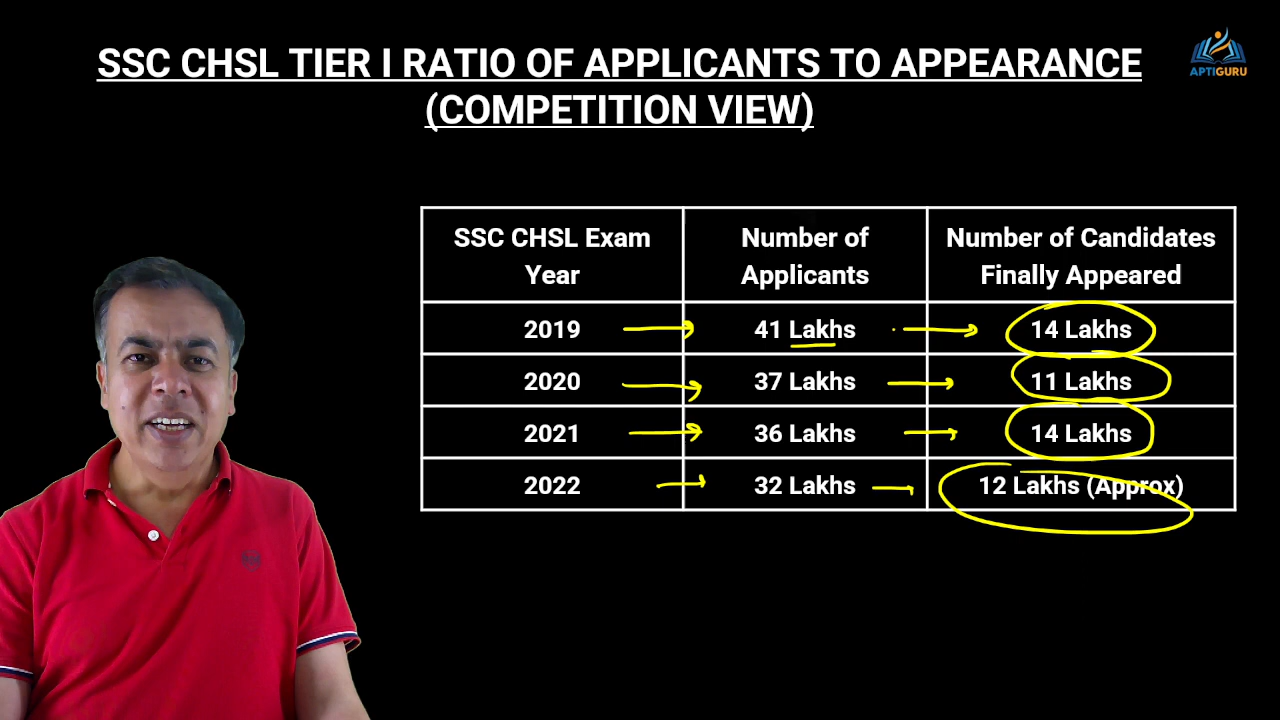 SSC CHSL TIER I RATIO OF APPLICANTS TO APPEARANCE
(COMPETITION VIEW)
APTIGURU
SSC CHSL Exam Year
Number of Applicants
Number of Candidates Finally Appeared
2019 41 Lakhs 14 Lakhs
2020 37 Lakhs 11 Lakhs
2021 36 Lakhs 14 Lakhs
2022 32 Lakhs 12 Lakhs (Approx)